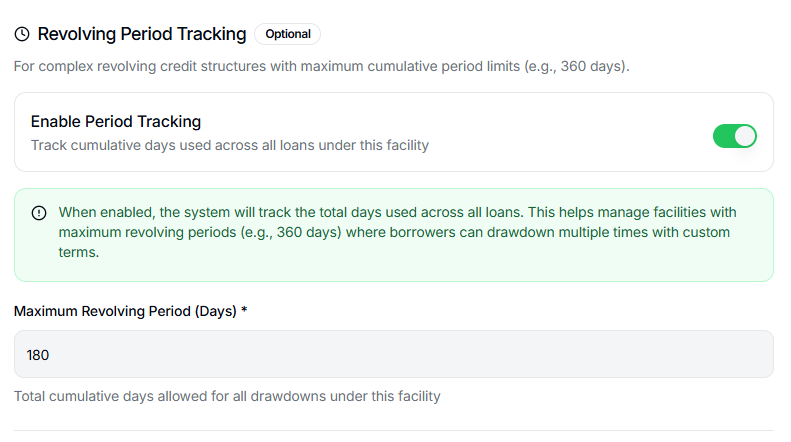 Revolving Period Tracking Optional
For complex revolving credit structures with maximum cumulative period limits (e.g., 360 days).
Enable Period Tracking
Track cumulative days used across all loans under this facility
When enabled, the system will track the total days used across all loans. This helps manage facilities with
maximum revolving periods (e.g., 360 days) where borrowers can drawdown multiple times with custom
terms.
Maximum Revolving Period (Days) *
180
Total cumulative days allowed for all drawdowns under this facility